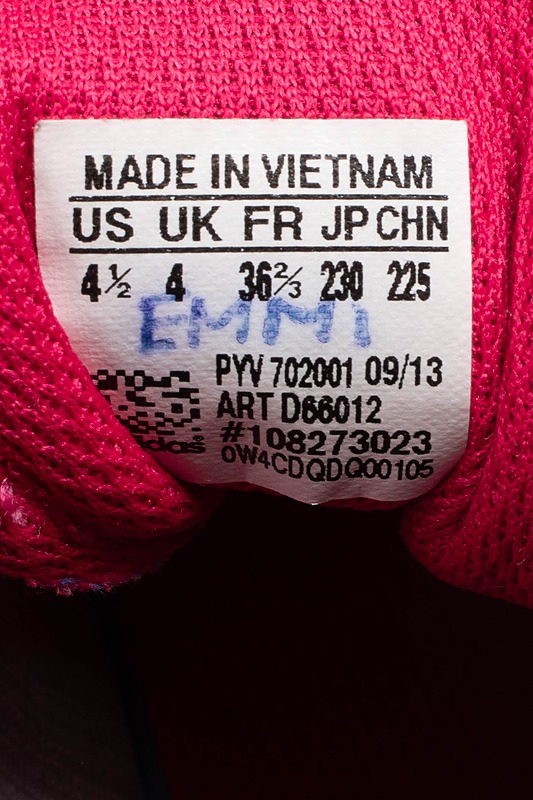 MADE IN VIETNAM
US UK FR JP CHN
4½ 4 36⅔ 230 225
EMMI
PYV 702001 09/13
ART D66012
#108273023
adidas®
0W4CDQDQ00105